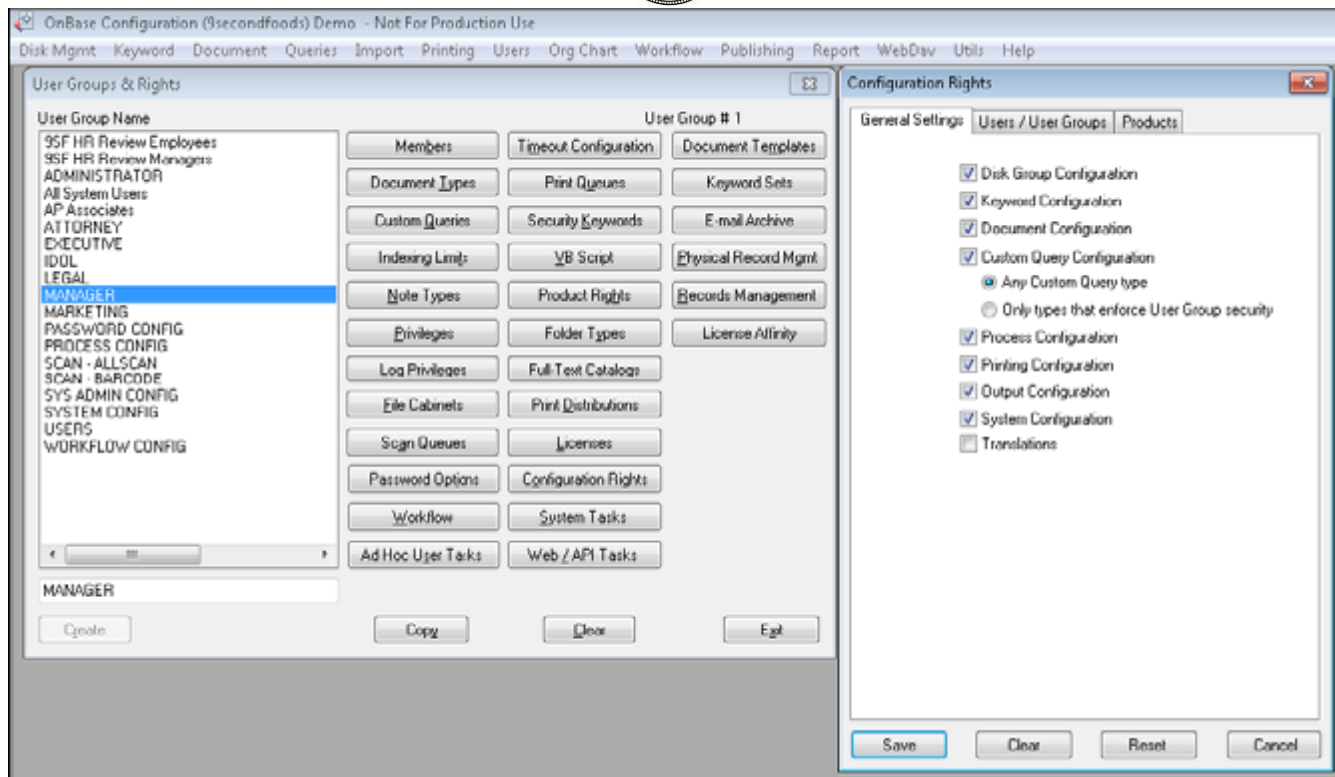 OnBase Configuration (9secondfoods) Demo - Not For Production Use
Disk Mgmt Keyword Document Queries Import Printing Users Org Chart Workflow Publishing Report WebDav Utils Help
User Groups & Rights
User Group Name
User Group # 1
9SF HR Review Employees
9SF HR Review Managers
ADMINISTRATOR
All System Users
AP Associates
ATTORNEY
EXECUTIVE
IDOL
LEGAL
MANAGER
MARKETING
PASSWORD CONFIG
PROCESS CONFIG
SCAN - ALLSCAN
SCAN - BARCODE
SYS ADMIN CONFIG
SYSTEM CONFIG
USERS
WORKFLOW CONFIG
MANAGER
Members Timeout Configuration Document Templates
Document Types Print Queues Keyword Sets
Custom Queries Security Keywords E-mail Archive
Indexing Limits VB Script Physical Record Mgmt
Note Types Product Rights Records Management
Privileges Folder Types License Affinity
Log Privileges Full-Text Catalogs
File Cabinets Print Distributions
Scan Queues Licenses
Password Options Configuration Rights
Workflow System Tasks
Ad Hoc User Tasks Web / API Tasks
Create Copy Clear Exit
Configuration Rights
General Settings Users / User Groups Products
Disk Group Configuration
Keyword Configuration
Document Configuration
Custom Query Configuration
Any Custom Query type
Only types that enforce User Group security
Process Configuration
Printing Configuration
Output Configuration
System Configuration
Translations
Save Clear Reset Cancel